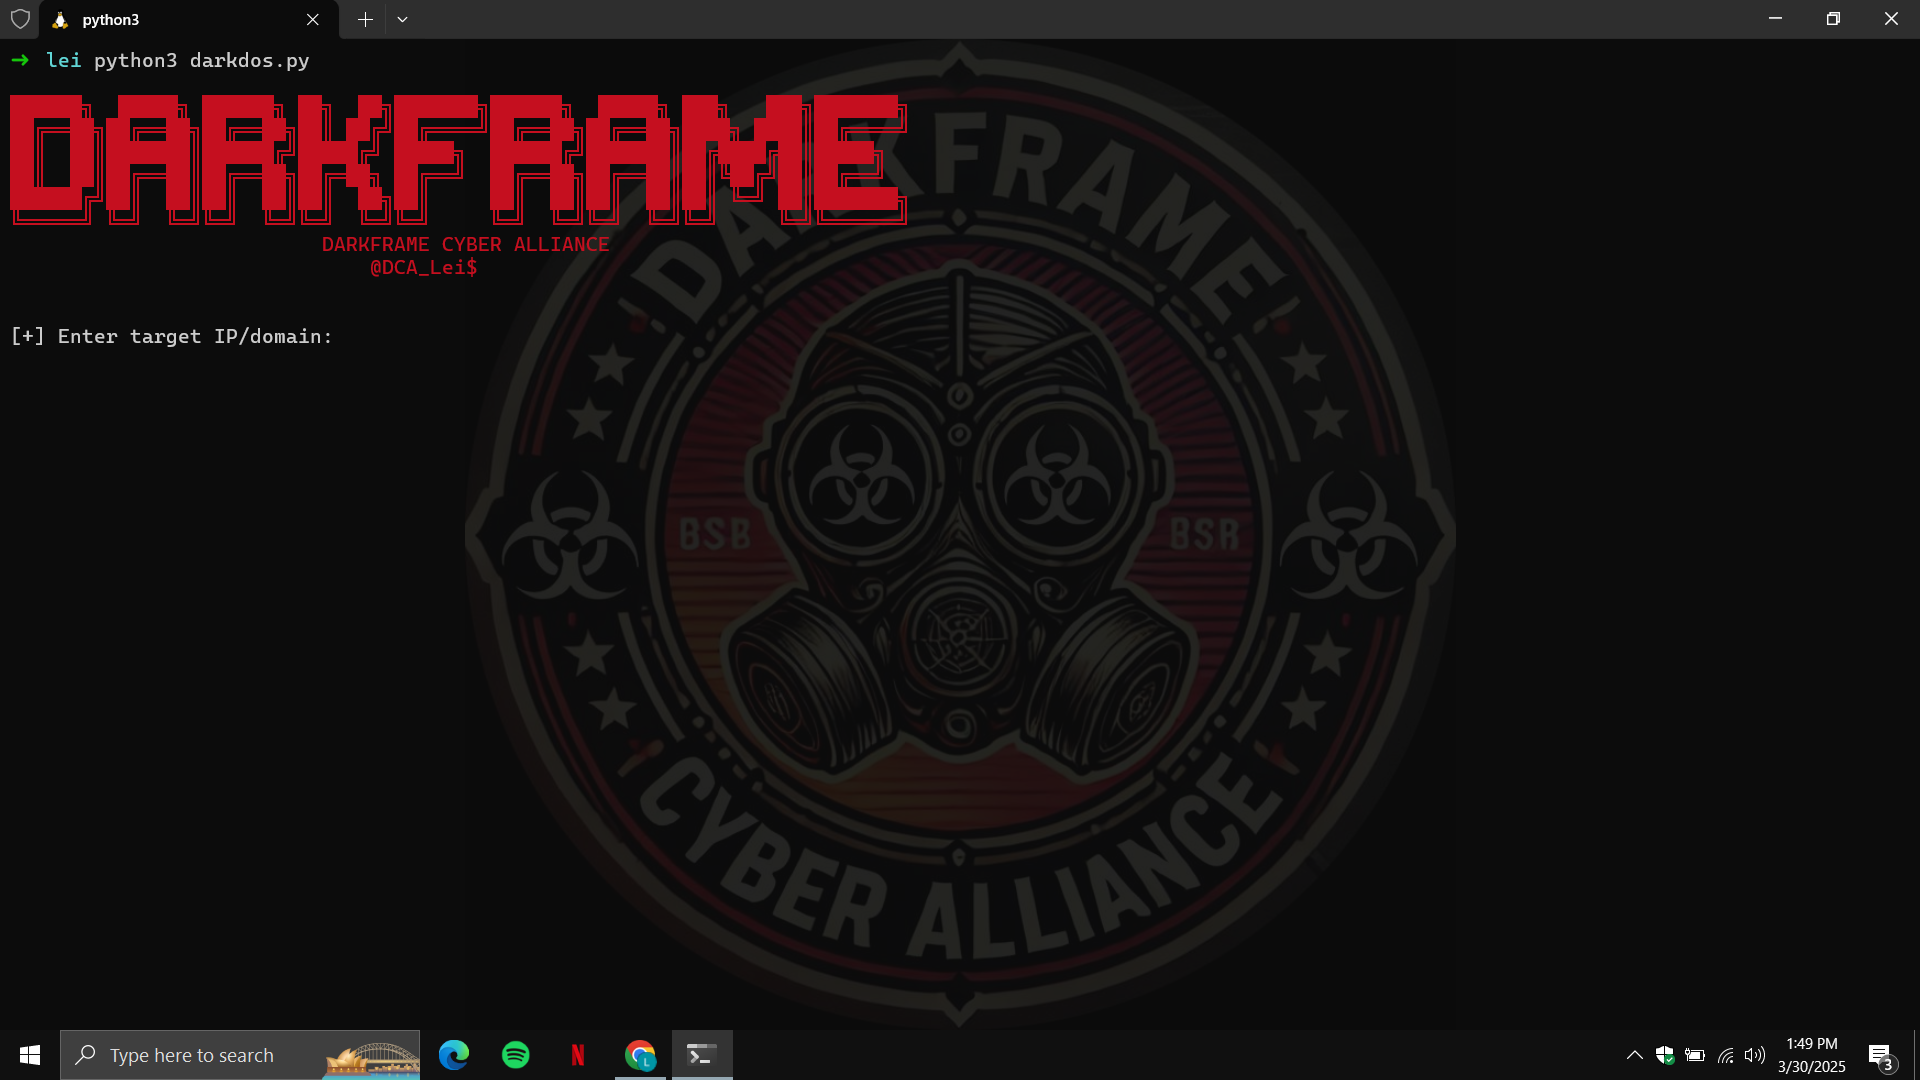 python3
→ lei python3 darkdos.py
DARKFRAME
DARKFRAME CYBER ALLIANCE
@DCA_Lei$
[+] Enter target IP/domain:
DARKFRAME
BSB
BSR
CYBER ALLIANCE
Type here to search
L
1:49 PM
3/30/2025
3